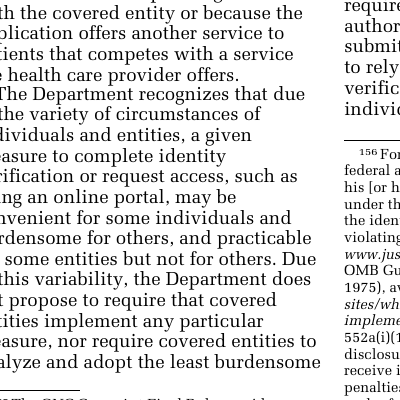 th the covered entity or because the
plication offers another service to
tients that competes with a service
e health care provider offers.
The Department recognizes that due
the variety of circumstances of
dividuals and entities, a given
easure to complete identity
rification or request access, such as
ing an online portal, may be
nvenient for some individuals and
rdensome for others, and practicable
some entities but not for others. Due
this variability, the Department does
t propose to require that covered
tities implement any particular
easure, nor require covered entities to
alyze and adopt the least burdensome
require
author
submit
to rely
verific
indivi
156 For
federal a
his [or h
under th
the iden
violating
www.jus
OMB Gu
1975), av
sites/wh
impleme
552a(i)(1
disclosu
receive i
penaltie